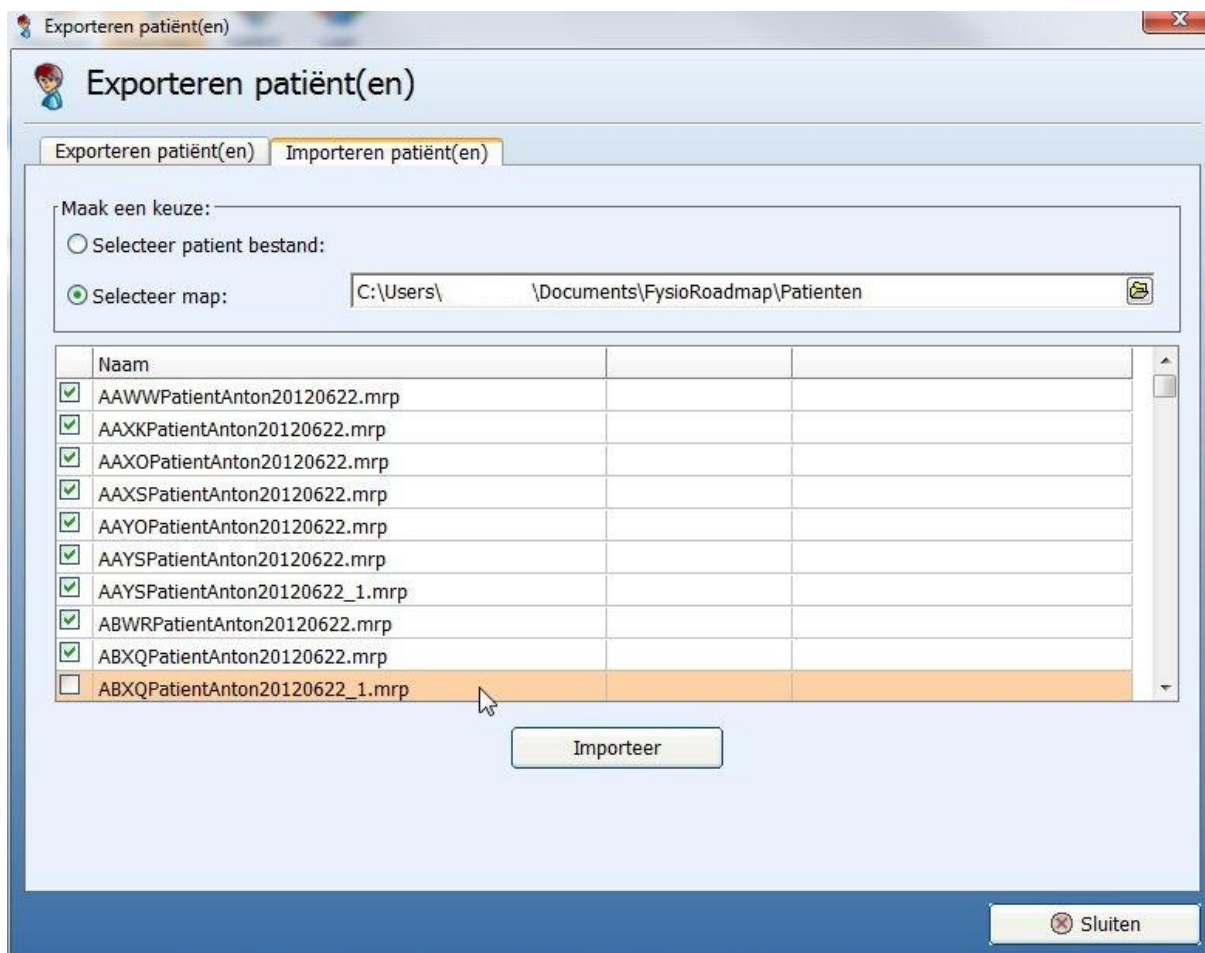 Exporteren patiënt(en)
Exporteren patiënt(en)
Exporteren patiënt(en) Importeren patiënt(en)
Maak een keuze:
Selecteer patient bestand:
Selecteer map: C:\Users\ \Documents\FysioRoadmap\Patienten
Naam
AAWWPatientAnton20120622.mrp
AAXKPatientAnton20120622.mrp
AAXOPatientAnton20120622.mrp
AAXSPatientAnton20120622.mrp
AAYOPatientAnton20120622.mrp
AAYSPatientAnton20120622.mrp
AAYSPatientAnton20120622_1.mrp
ABWRPatientAnton20120622.mrp
ABXQPatientAnton20120622.mrp
ABXQPatientAnton20120622_1.mrp
Importeer
Sluiten